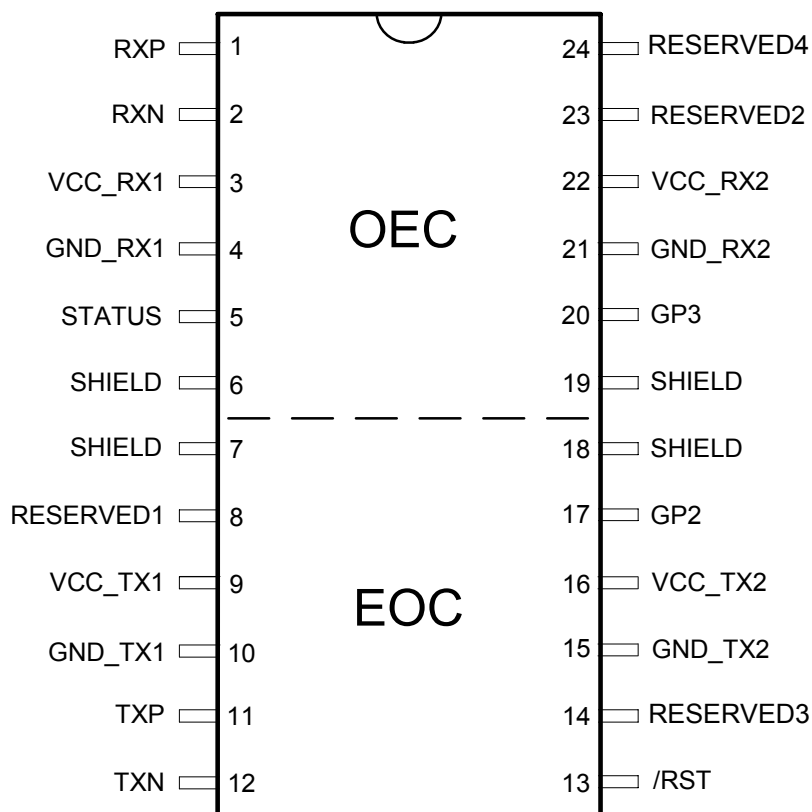 RXP 1 24 RESERVED4
RXN 2 23 RESERVED2
VCC_RX1 3 22 VCC_RX2
OEC
GND_RX1 4 21 GND_RX2
STATUS 5 20 GP3
SHIELD 6 19 SHIELD
SHIELD 7 18 SHIELD
RESERVED1 8 17 GP2
VCC_TX1 9 16 VCC_TX2
EOC
GND_TX1 10 15 GND_TX2
TXP 11 14 RESERVED3
TXN 12 13 /RST